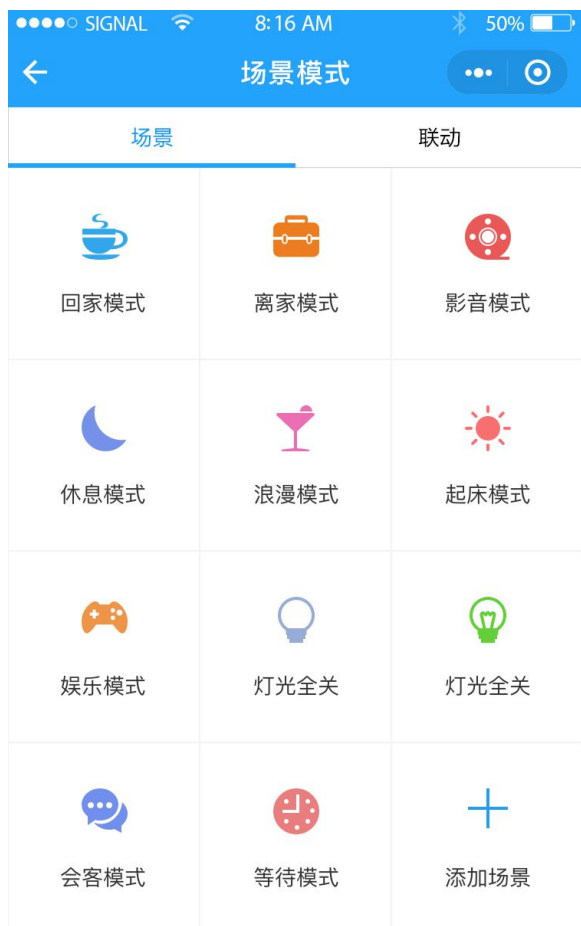 SIGNAL 8:16 AM 50%
场景模式
场景 联动
回家模式 离家模式 影音模式
休息模式 浪漫模式 起床模式
娱乐模式 灯光全关 灯光全关
会客模式 等待模式 添加场景